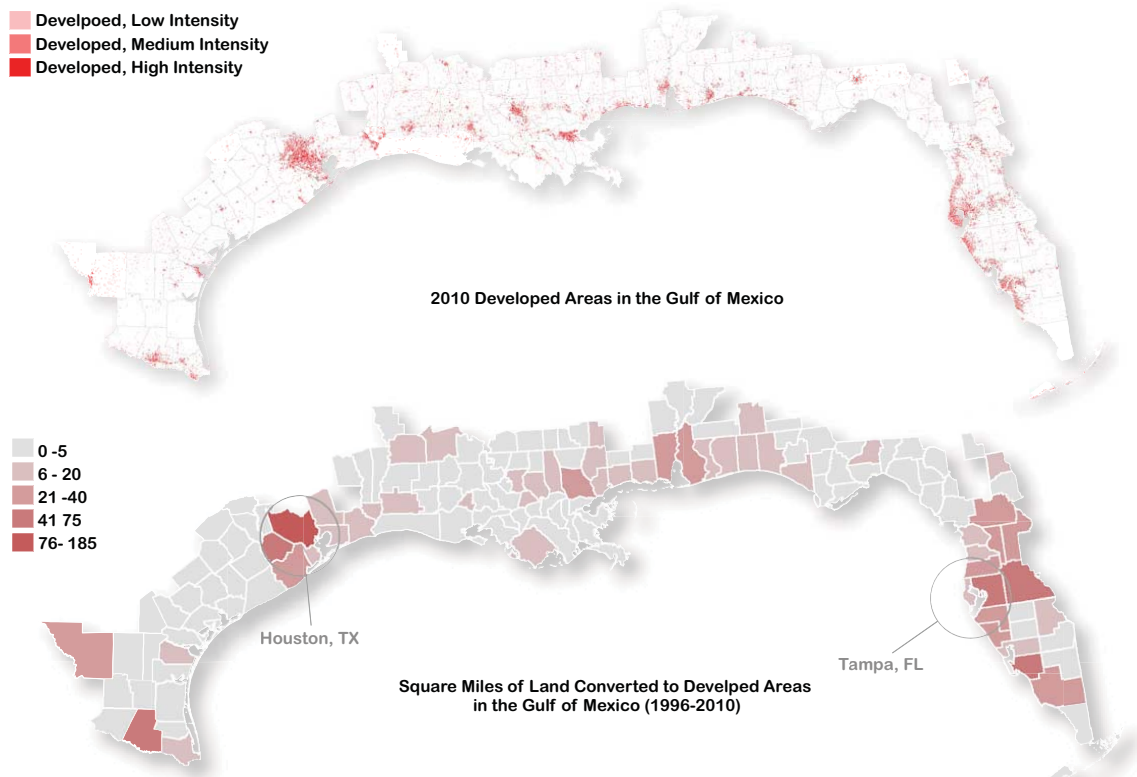 Develpoed, Low Intensity
Developed, Medium Intensity
Developed, High Intensity
2010 Developed Areas in the Gulf of Mexico
0 -5
6 - 20
21 -40
41 75
76- 185
Houston, TX
Tampa, FL
Square Miles of Land Converted to Develped Areas
in the Gulf of Mexico (1996-2010)